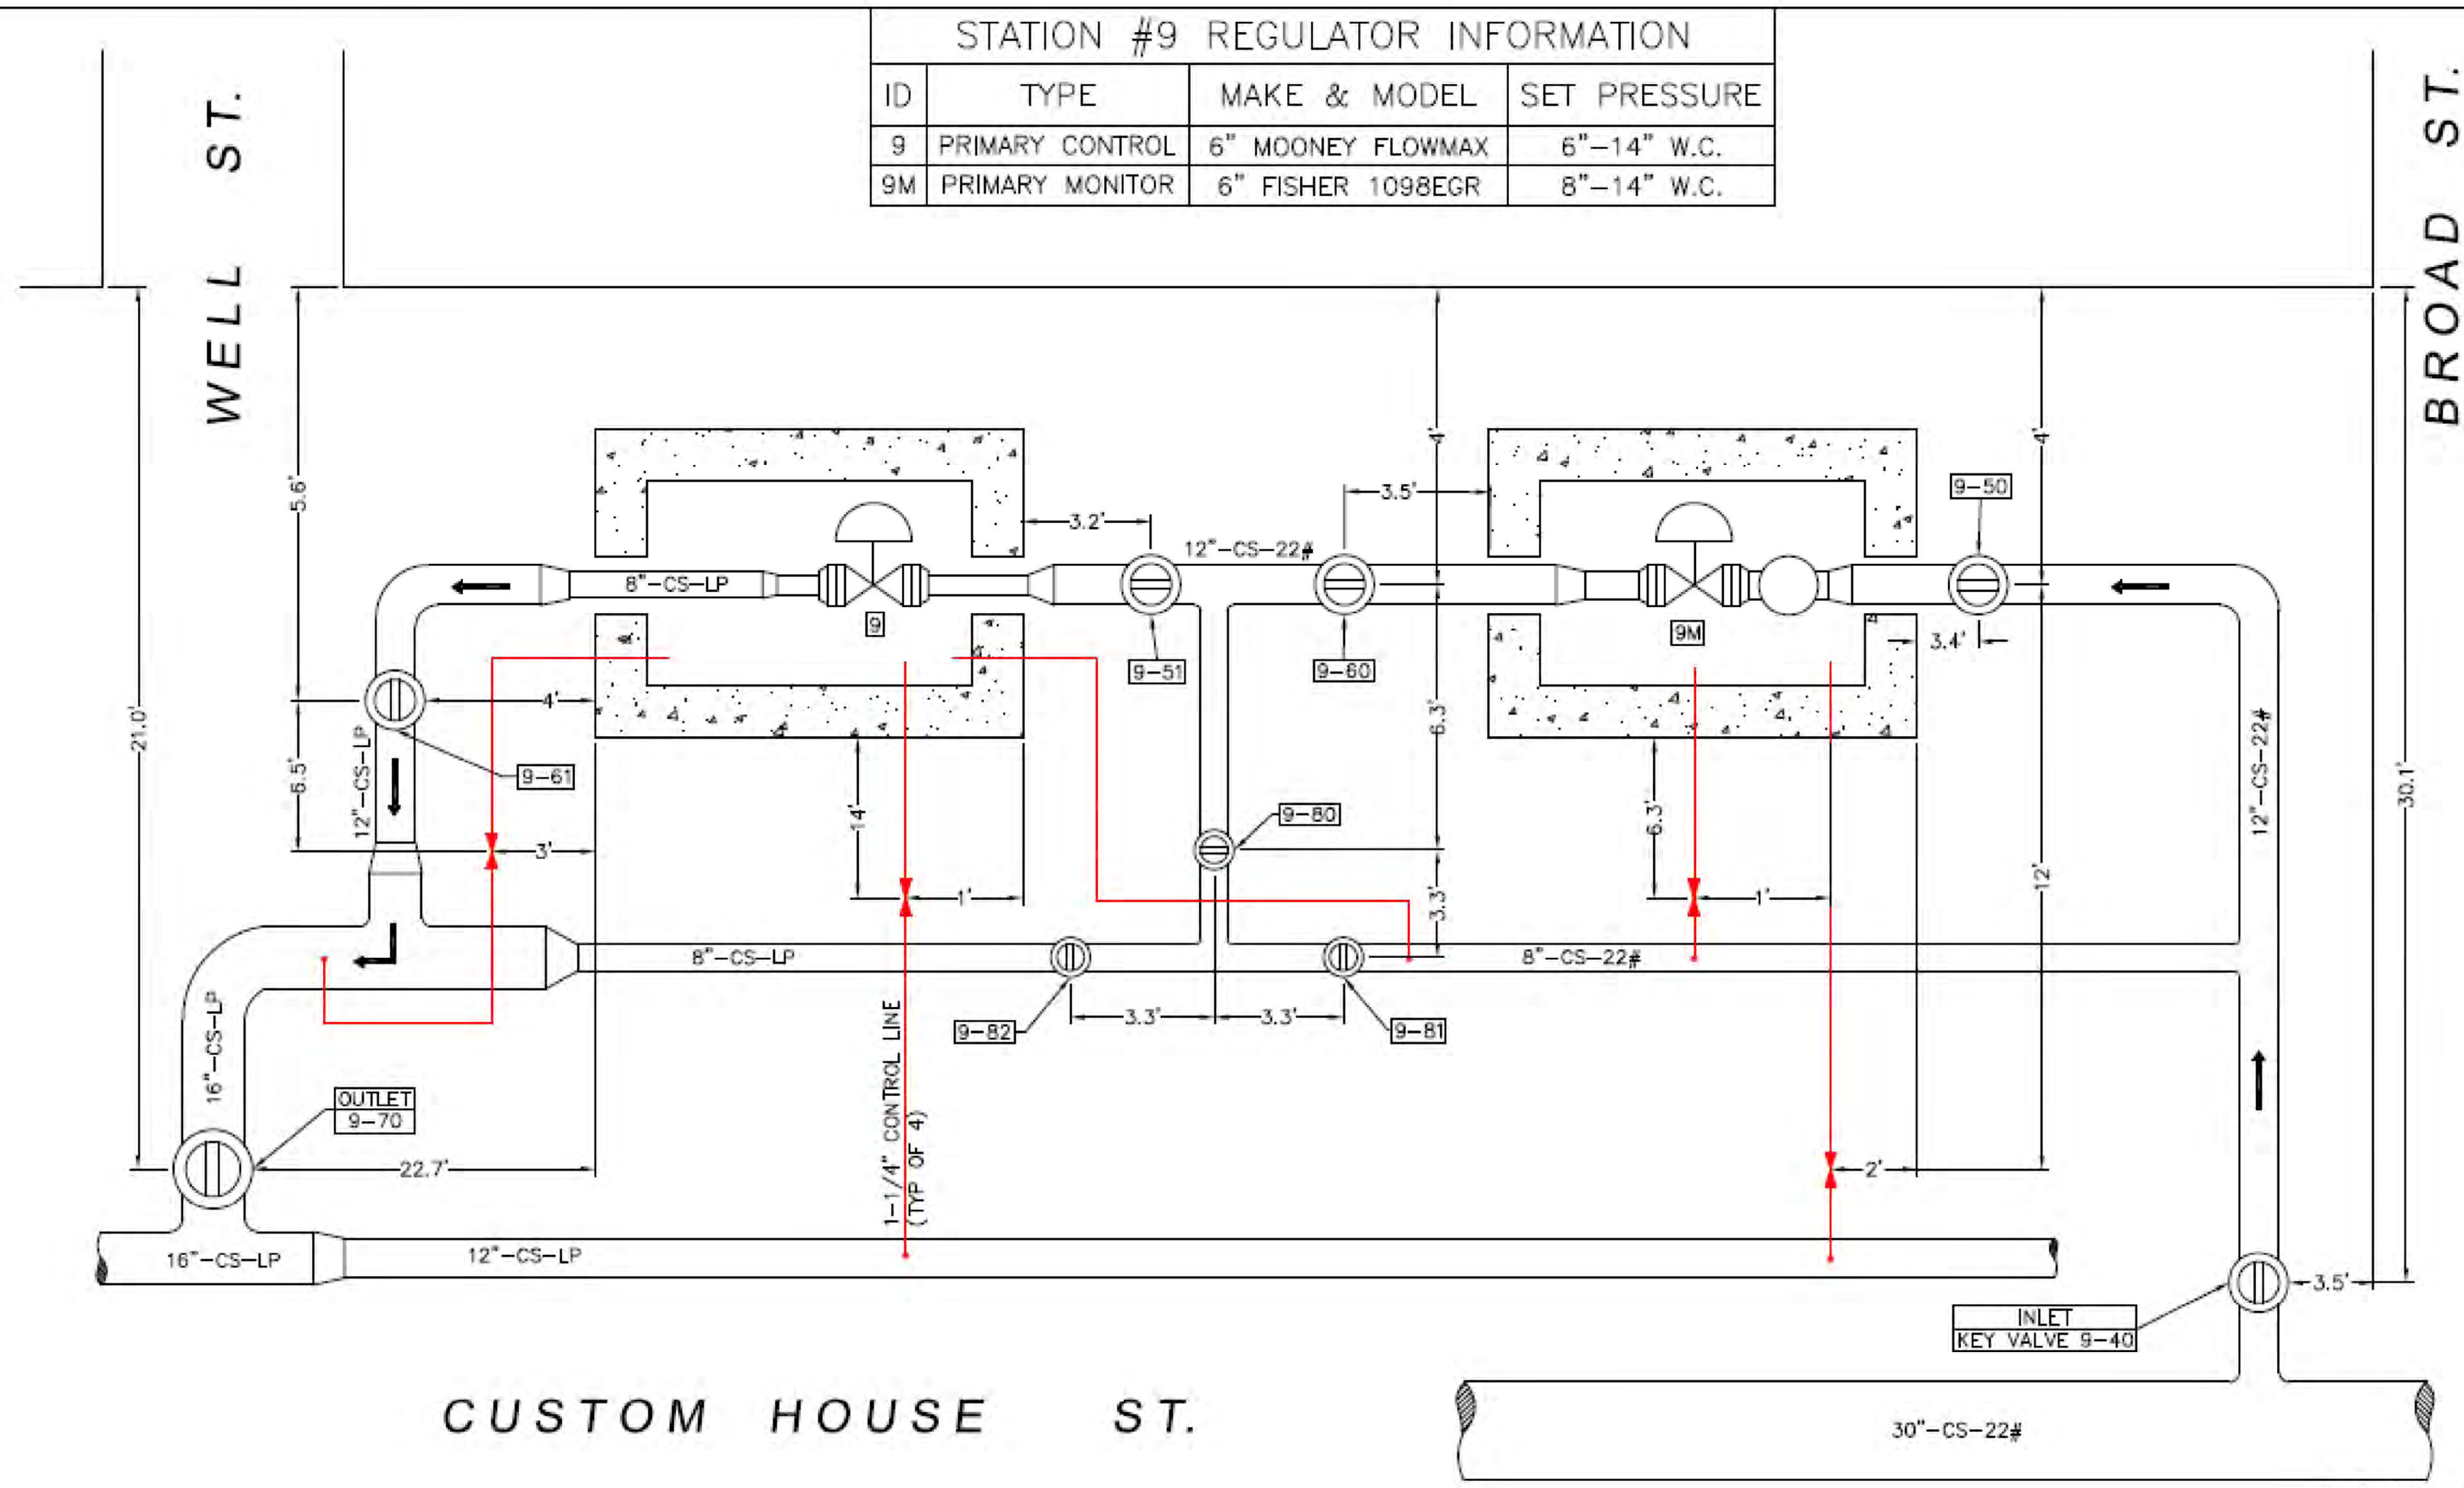 STATION #9 REGULATOR INFORMATION
ID TYPE MAKE & MODEL SET PRESSURE
9 PRIMARY CONTROL 6" MOONEY FLOWMAX 6"-14" W.C.
9M PRIMARY MONITOR 6" FISHER 1098EGR 8"-14" W.C.
WELL ST.
BROAD ST.
5.6'
4'
4'
3.5'
9-50
3.2'
12"-CS-22#
8"-CS-LP
9
9M
3.4'
9-51
9-60
4'
21.0'
6.3'
12"-CS-LP
6.5'
9-61
12"-CS-22#
30.1'
14'
9-80
6.3'
3'
1'
3.3'
1'
12'
8"-CS-LP
8"-CS-22#
16"-CS-LP
9-82
3.3'
3.3'
9-81
1-1/4" CONTROL LINE
(TYP OF 4)
OUTLET
9-70
22.7'
2'
16"-CS-LP
12"-CS-LP
3.5'
INLET
KEY VALVE 9-40
CUSTOM HOUSE ST.
30"-CS-22#